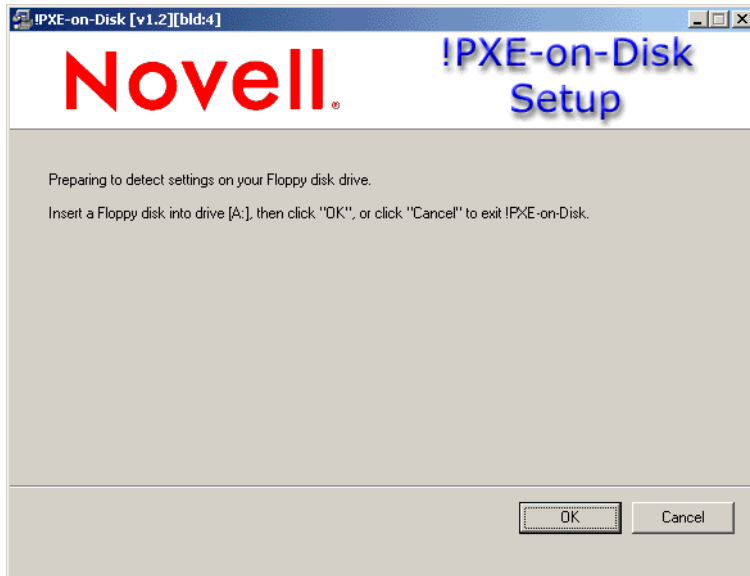 !PXE-on-Disk [v1.2][bld:4]
Novell®
!PXE-on-Disk
Setup
Preparing to detect settings on your Floppy disk drive.
Insert a Floppy disk into drive [A:], then click "OK", or click "Cancel" to exit !PXE-on-Disk.
OK
Cancel